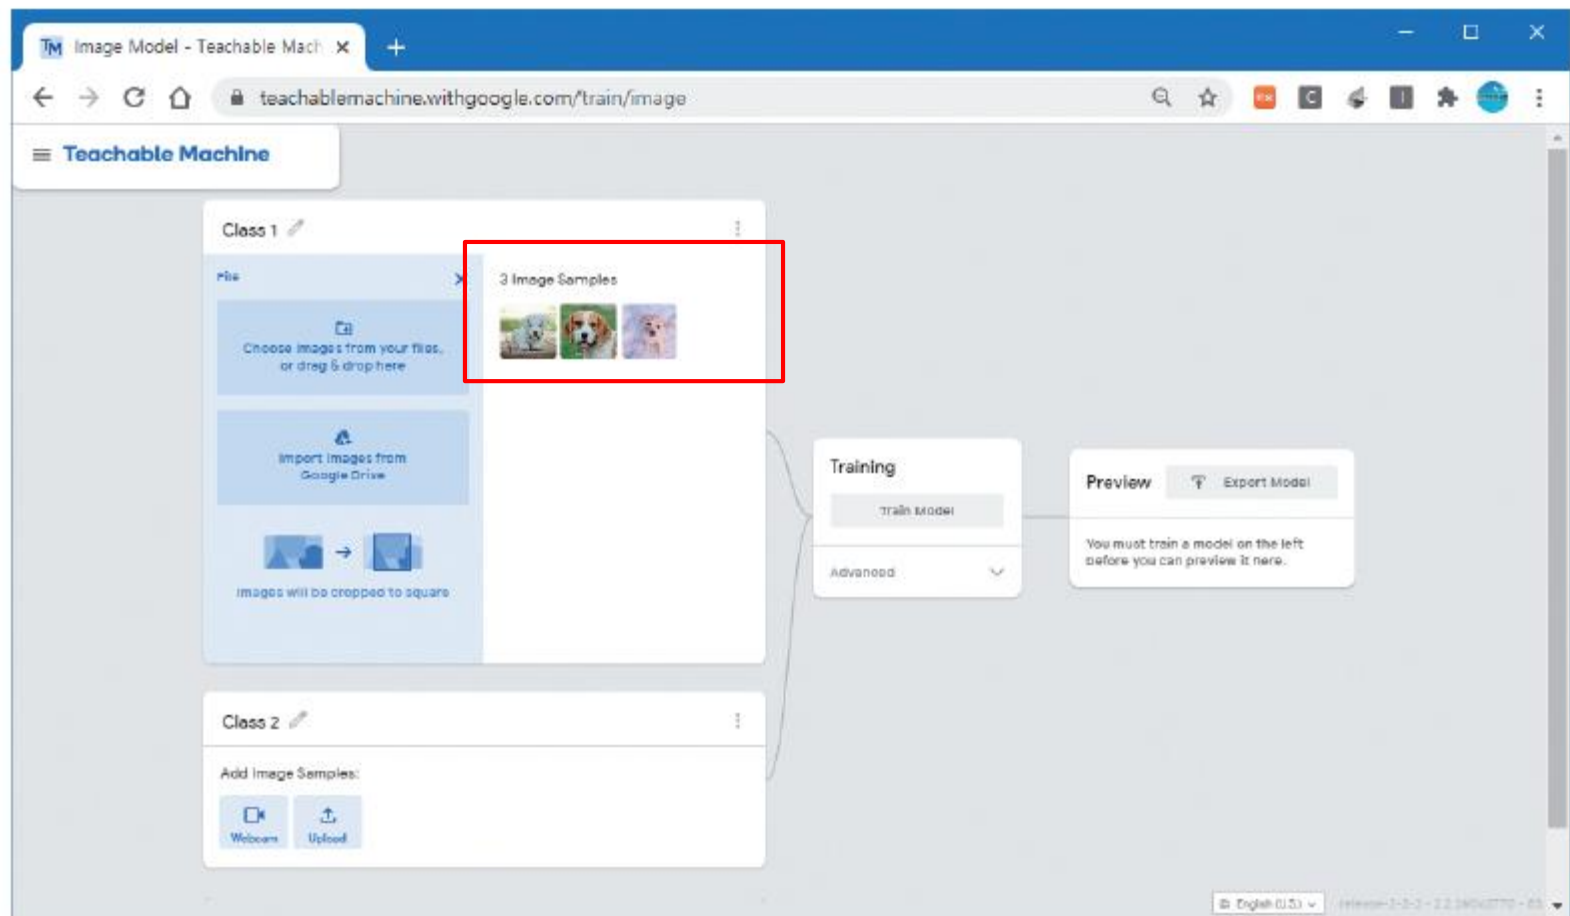 TM Image Model - Teachable Mach
teachablemachine.withgoogle.com/train/image
Teachable Machine
Class 1
File
3 Image Samples
Choose images from your files,
or drag & drop here
Import images from
Google Drive
Images will be cropped to square
Training
Train Model
Advanced
Preview
Export Model
You must train a model on the left
before you can preview it here.
Class 2
Add Image Samples:
Webcam
Upload
English (U.S.)